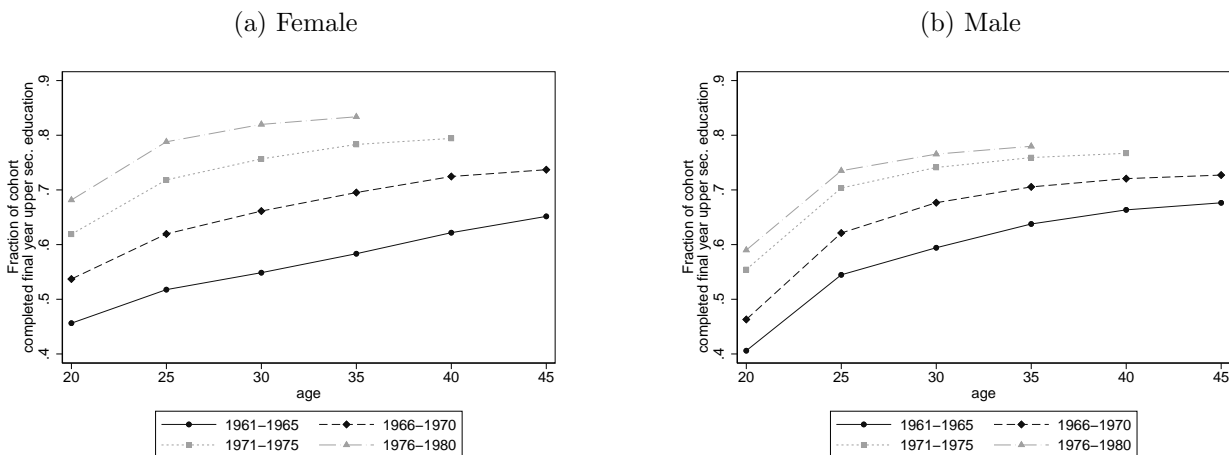 (a) Female
Fraction of cohort
completed final year upper sec. education
.9
.8
.7
.6
.5
.4
20 25 30 35 40 45
age
1961−1965 1966−1970
1971−1975 1976−1980
(b) Male
Fraction of cohort
completed final year upper sec. education
.9
.8
.7
.6
.5
.4
20 25 30 35 40 45
age
1961−1965 1966−1970
1971−1975 1976−1980